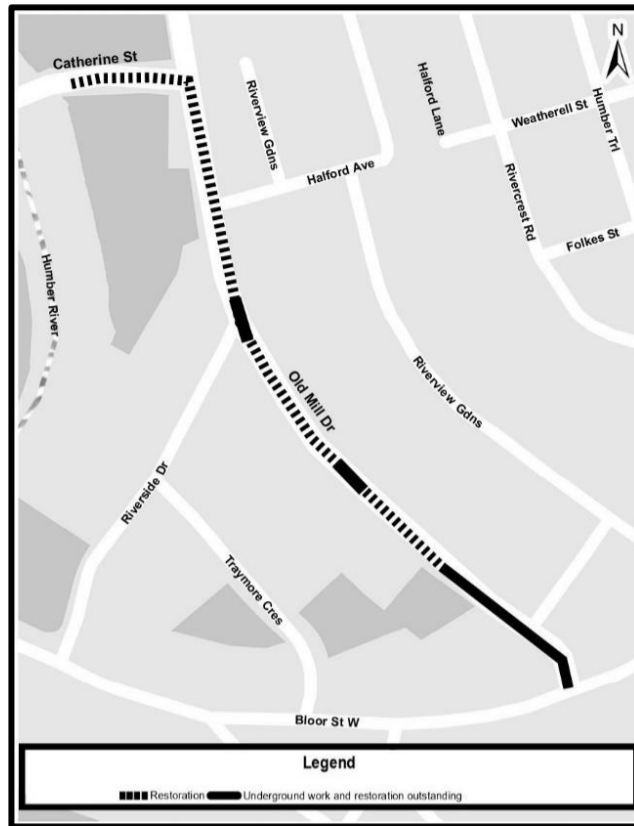 N
Catherine St
Riverview Gdns
Halford Lane
Weatherell St
Humber Trl
Halford Ave
Rivercrest Rd
Folkes St
Humber River
Old Mill Dr
Riverview Gdns
Riverside Dr
Traymore Cres
Bloor St W
Legend
Restoration Underground work and restoration outstanding